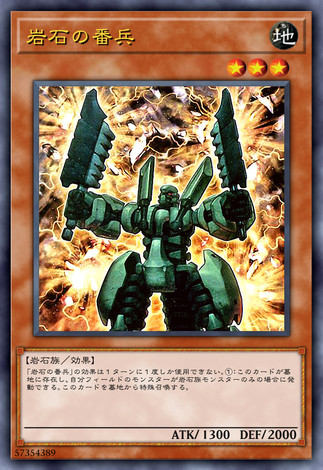 岩石の番兵
地
【岩石族／効果】
「岩石の番兵」の効果は１ターンに１度しか使用できない。①:このカードが墓
地に存在し、自分フィールドのモンスターが岩石族モンスターのみの場合に発
動できる。このカードを墓地から特殊召喚する。
ATK/ 1300 DEF/2000
57354389